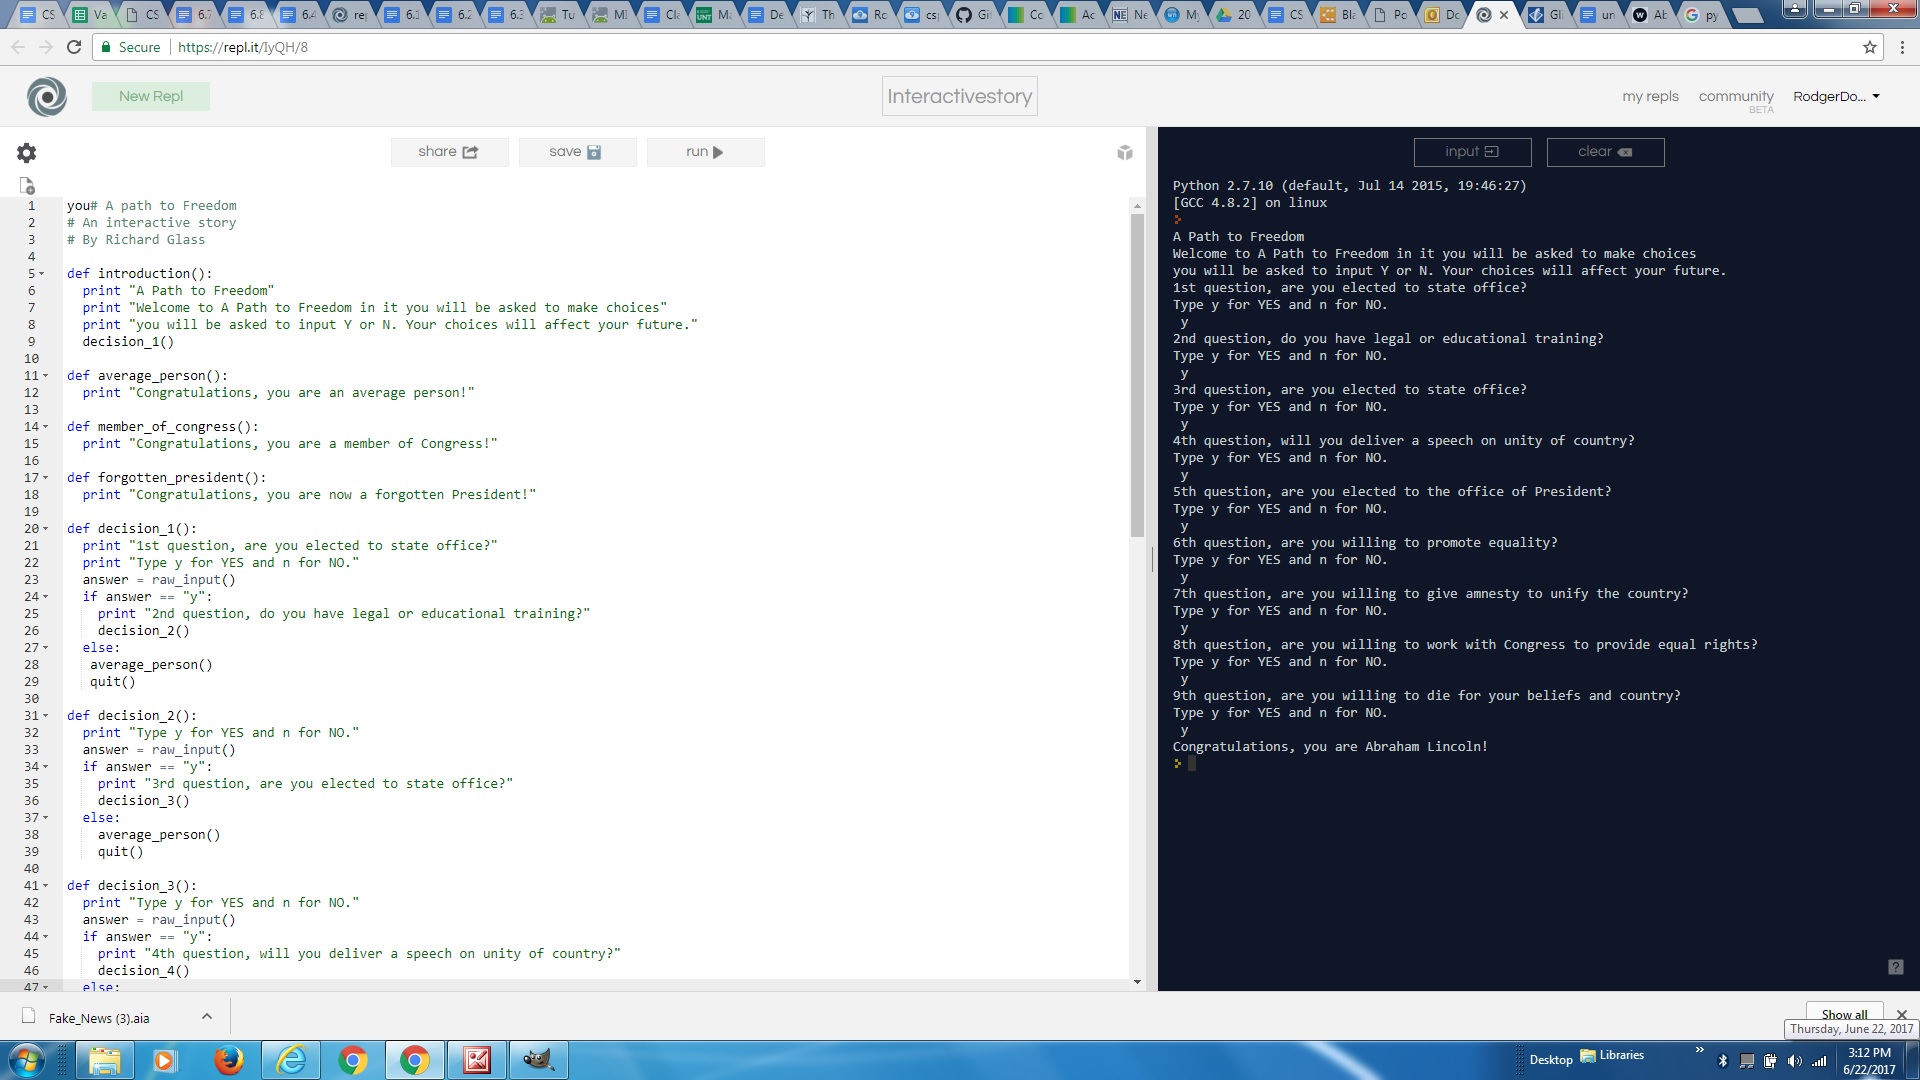 CS
Va
CS
6.7
6.8
6.4
re
6.1
6.2
6.3
Tu
MI
Cl
M
De
Th
Ro
csp
Co
Ac
Ne
My
20
CS
Bla
Po
Do
Gli
un
Ab
py
Secure https://repl.it/IyQH/8
New Repl
Interactivestory
my repls community BETA RodgerDo...
share save run
input clear
1 you# A path to Freedom
2 # An interactive story
3 # By Richard Glass
4
5 def introduction():
6 print "A Path to Freedom"
7 print "Welcome to A Path to Freedom in it you will be asked to make choices"
8 print "you will be asked to input Y or N. Your choices will affect your future."
9 decision_1()
10
11 def average_person():
12 print "Congratulations, you are an average person!"
13
14 def member_of_congress():
15 print "Congratulations, you are a member of Congress!"
16
17 def forgotten_president():
18 print "Congratulations, you are now a forgotten President!"
19
20 def decision_1():
21 print "1st question, are you elected to state office?"
22 print "Type y for YES and n for NO."
23 answer = raw_input()
24 if answer == "y":
25 print "2nd question, do you have legal or educational training?"
26 decision_2()
27 else:
28 average_person()
29 quit()
30
31 def decision_2():
32 print "Type y for YES and n for NO."
33 answer = raw_input()
34 if answer == "y":
35 print "3rd question, are you elected to state office?"
36 decision_3()
37 else:
38 average_person()
39 quit()
40
41 def decision_3():
42 print "Type y for YES and n for NO."
43 answer = raw_input()
44 if answer == "y":
45 print "4th question, will you deliver a speech on unity of country?"
46 decision_4()
47 else:
Python 2.7.10 (default, Jul 14 2015, 19:46:27)
[GCC 4.8.2] on linux
A Path to Freedom
Welcome to A Path to Freedom in it you will be asked to make choices
you will be asked to input Y or N. Your choices will affect your future.
1st question, are you elected to state office?
Type y for YES and n for NO.
y
2nd question, do you have legal or educational training?
Type y for YES and n for NO.
y
3rd question, are you elected to state office?
Type y for YES and n for NO.
y
4th question, will you deliver a speech on unity of country?
Type y for YES and n for NO.
y
5th question, are you elected to the office of President?
Type y for YES and n for NO.
y
6th question, are you willing to promote equality?
Type y for YES and n for NO.
y
7th question, are you willing to give amnesty to unify the country?
Type y for YES and n for NO.
y
8th question, are you willing to work with Congress to provide equal rights?
Type y for YES and n for NO.
y
9th question, are you willing to die for your beliefs and country?
Type y for YES and n for NO.
y
Congratulations, you are Abraham Lincoln!
?
Fake_News (3).aia
Show all
Thursday, June 22, 2017
Desktop Libraries
3:12 PM
6/22/2017